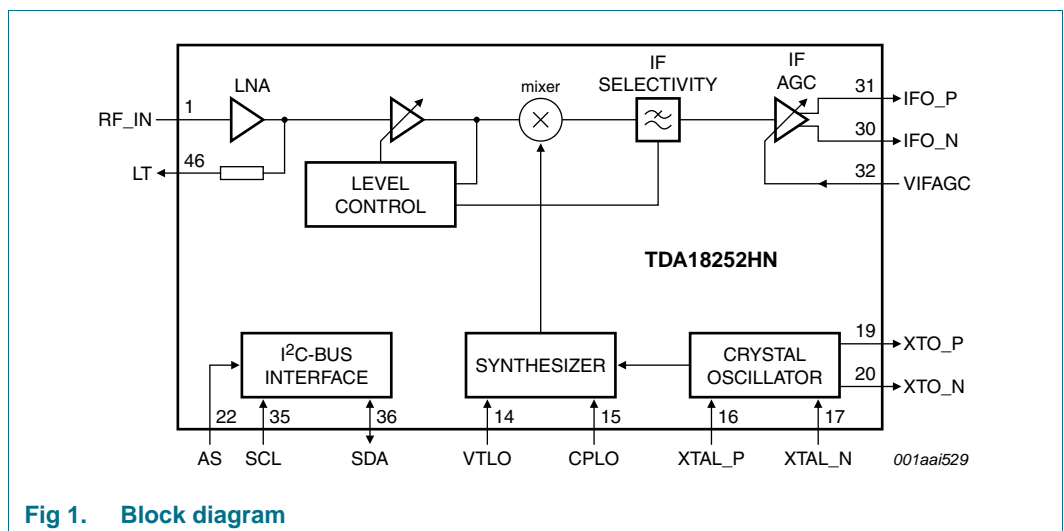 LNA
mixer
IF
SELECTIVITY
IF
AGC
RF_IN
1
31
IFO_P
30
IFO_N
LT
46
32
VIFAGC
LEVEL
CONTROL
TDA18252HN
I²C-BUS
INTERFACE
SYNTHESIZER
CRYSTAL
OSCILLATOR
19
XTO_P
20
XTO_N
22
35
36
14
15
16
17
AS
SCL
SDA
VTLO
CPLO
XTAL_P
XTAL_N
001aai529
Fig 1. Block diagram